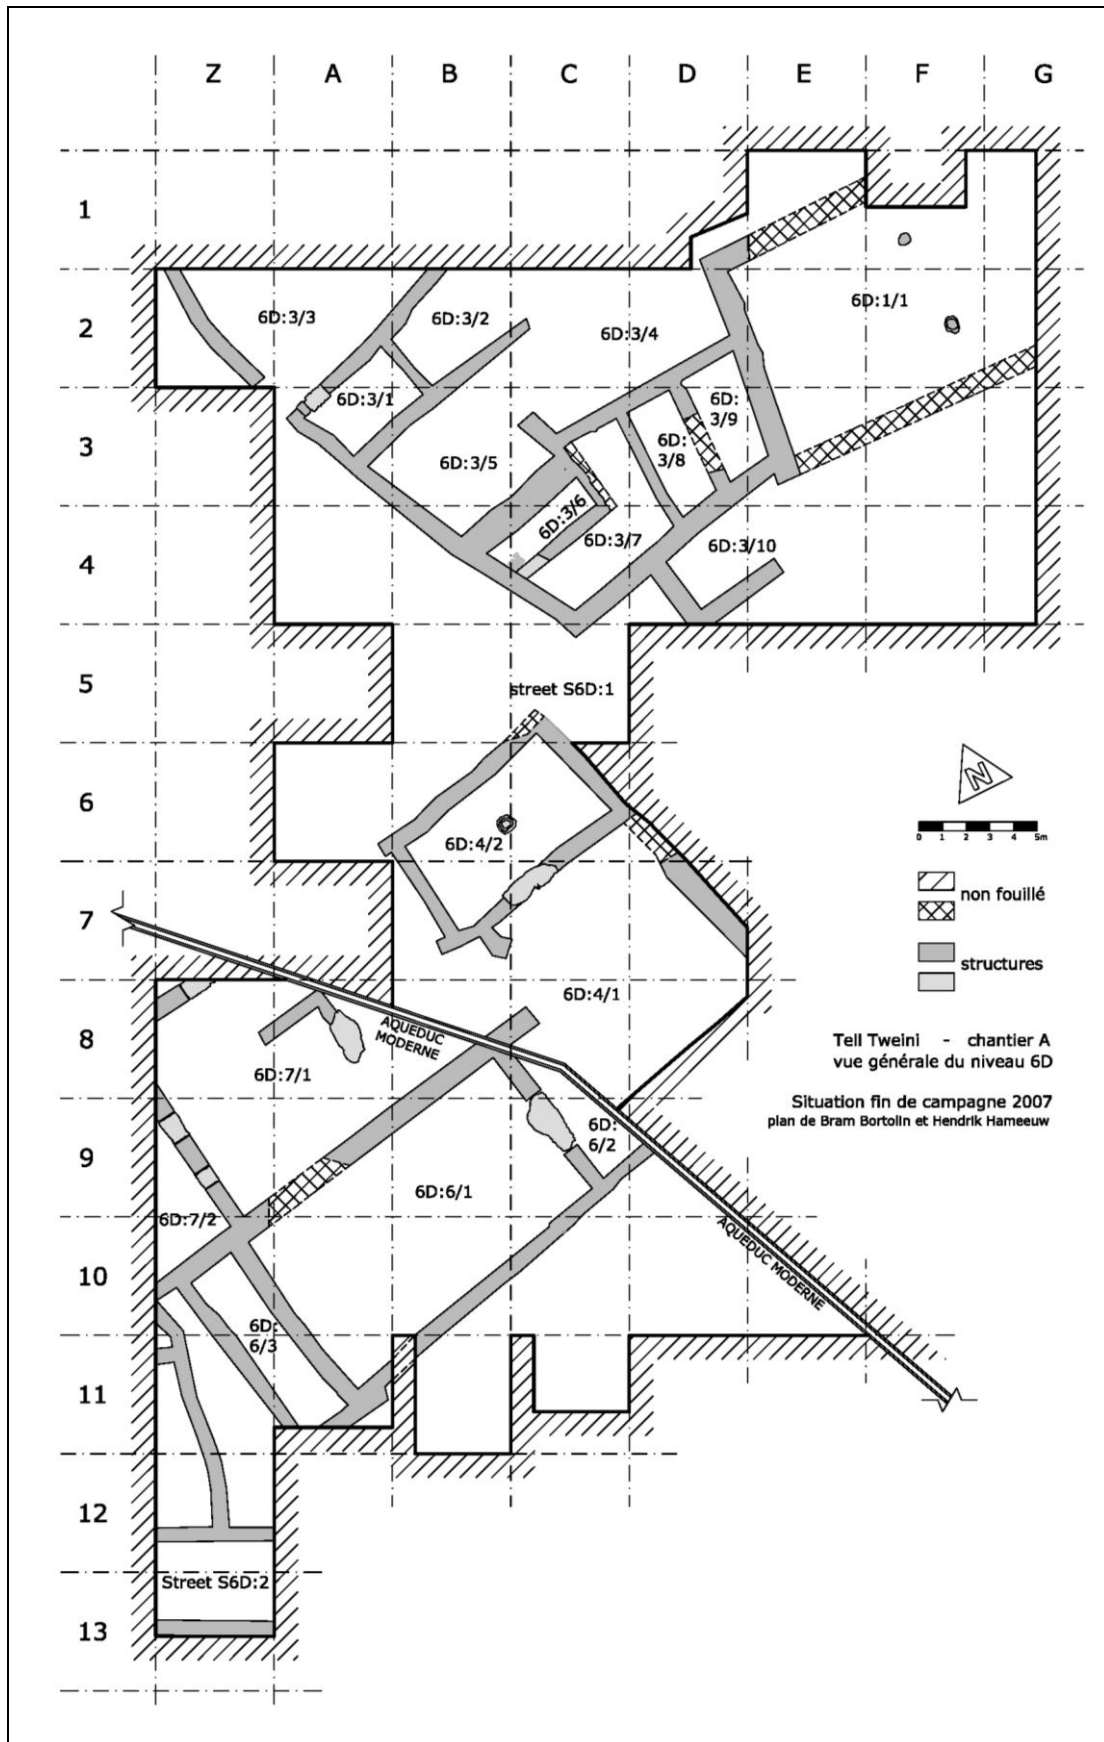 Z A B C D E F G
1
2
3
4
5
6
7
8
9
10
11
12
13
6D:1/1
6D:3/3
6D:3/2
6D:3/4
6D:3/1
6D:
3/9
6D:
3/8
6D:3/5
6D:3/6
6D:3/7
6D:3/10
street S6D:1
6D:4/2
6D:4/1
AQUEDUC
MODERNE
6D:7/1
6D:
6/2
6D:6/1
6D:7/2
AQUEDUC MODERNE
6D:
6/3
Street S6D:2
N
0 1 2 3 4 5m
non fouillé
structures
Tell Tweini - chantier A
vue générale du niveau 6D
Situation fin de campagne 2007
plan de Bram Bortolin et Hendrik Hameeuw